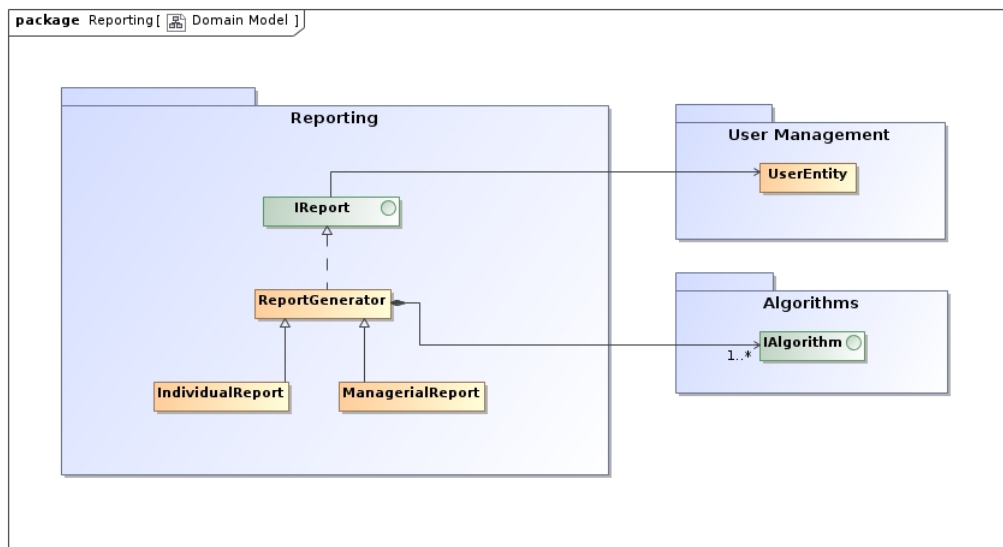 package Reporting [ Domain Model ]
Reporting
User Management
UserEntity
IReport
ReportGenerator
Algorithms
IAlgorithm
1..*
IndividualReport
ManagerialReport